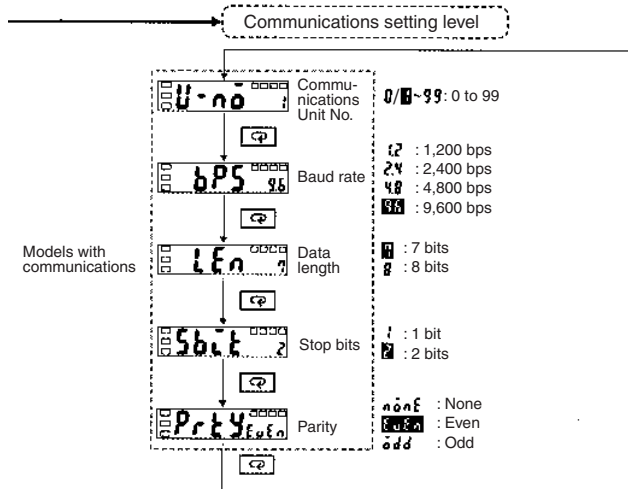 Communications setting level
U-no 1
Commu-
nications
Unit No.
0/1~99: 0 to 99
bPS 9.6
Baud rate
1.2 : 1,200 bps
2.4 : 2,400 bps
4.8 : 4,800 bps
9.6 : 9,600 bps
Models with
communications
LEn 7
Data
length
7 : 7 bits
8 : 8 bits
Sbit 2
Stop bits
1 : 1 bit
2 : 2 bits
PrtY EvEn
Parity
nonE : None
EvEn : Even
odd : Odd